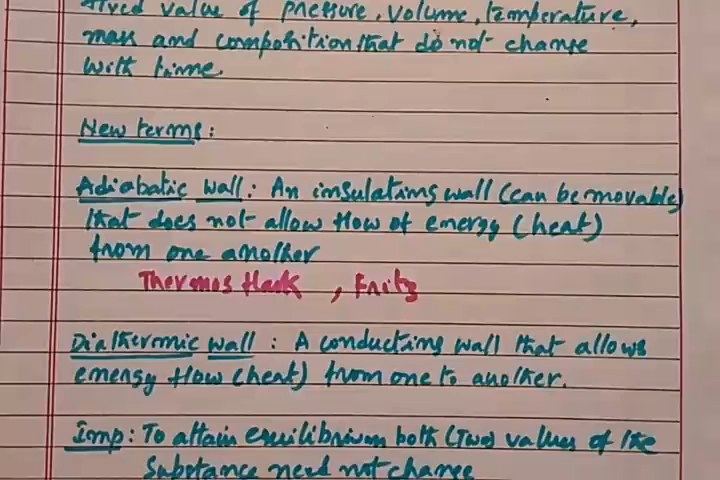 fixed value of pressure, volume, temperature,
mass and composition that do not change
with time.
New terms:
Adiabatic wall: An insulating wall (can be movable)
that does not allow flow of energy (heat)
from one another
Thermos flask ,
Diathermic wall: A conducting wall that allows
energy flow (heat) from one to another.
Imp: To attain equilibrium both (Two) values of the
substance need not change